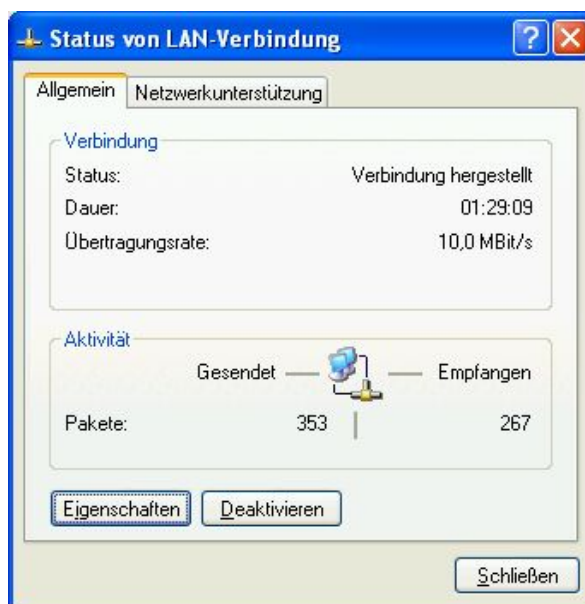 Status von LAN-Verbindung
Allgemein Netzwerkunterstützung
Verbindung
Status: Verbindung hergestellt
Dauer: 01:29:09
Übertragungsrate: 10,0 MBit/s
Aktivität
Gesendet Empfangen
Pakete: 353 267
Eigenschaften Deaktivieren
Schließen